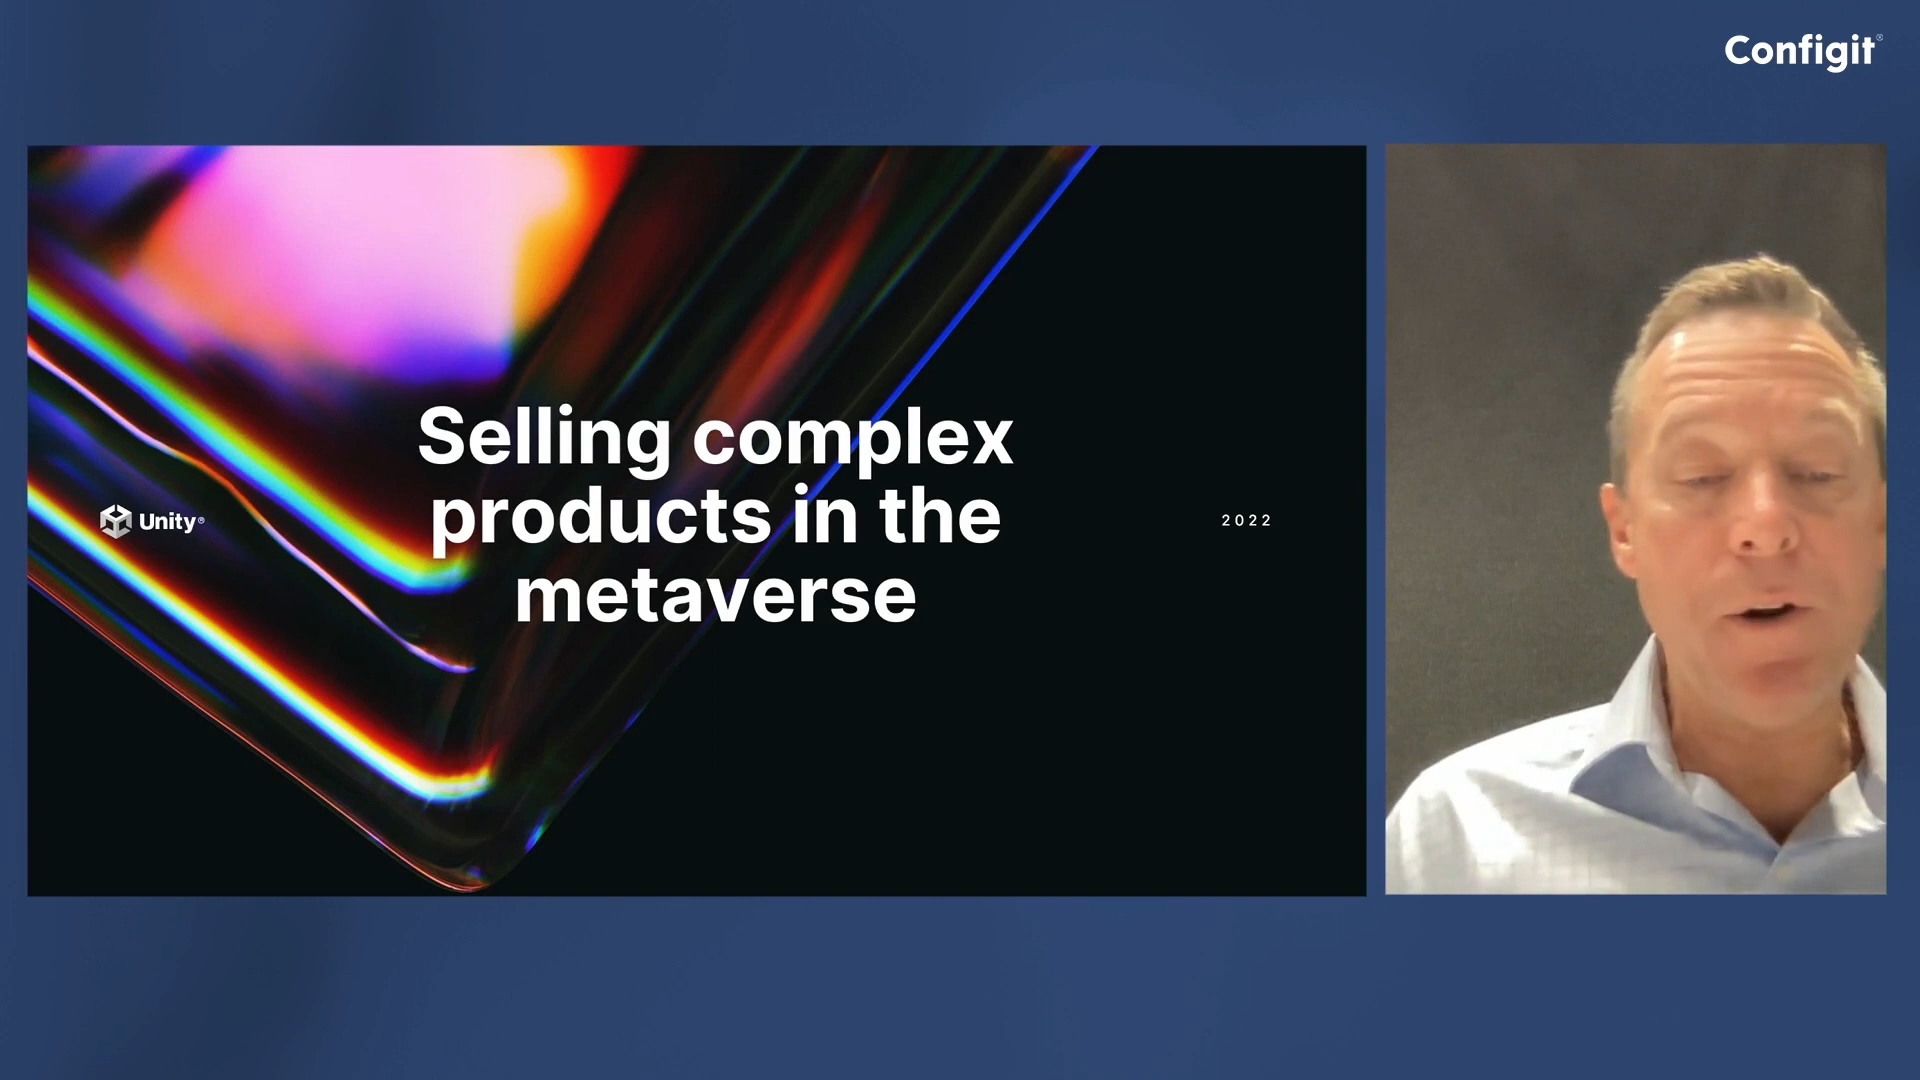 Configit®
Selling complex
products in the
metaverse
Unity®
2022